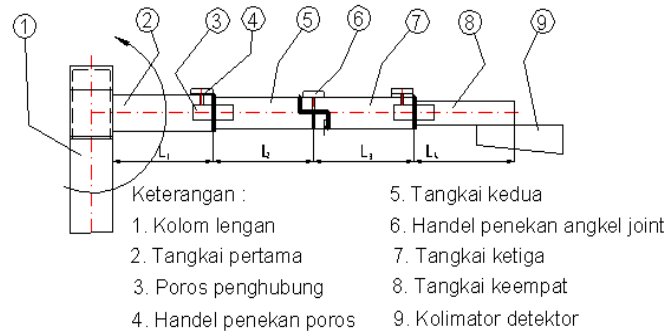 1 2 3 4 5 6 7 8 9
L₁ L₂ L₃ L₄
Keterangan :
1. Kolom lengan
2. Tangkai pertama
3. Poros penghubung
4. Handel penekan poros
5. Tangkai kedua
6. Handel penekan angkel joint
7. Tangkai ketiga
8. Tangkai keempat
9. Kolimator detektor